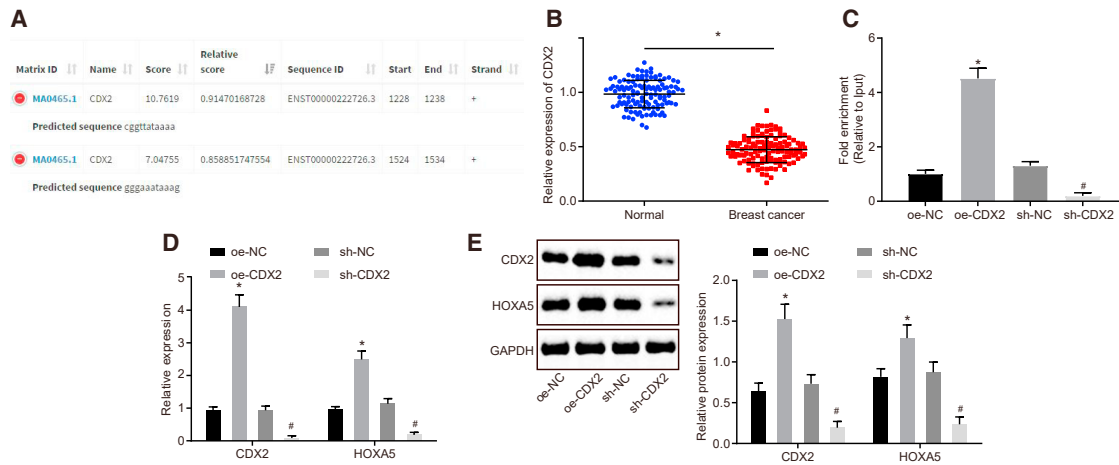 A
Matrix ID Name Score Relative score Sequence ID Start End Strand
MA0465.1 CDX2 10.7619 0.91470168728 ENST00000222726.3 1228 1238 +
Predicted sequence cggttataaaa
MA0465.1 CDX2 7.04755 0.858851747554 ENST00000222726.3 1524 1534 +
Predicted sequence gggaaataaag
B
Relative expression of CDX2
1.0
0.5
0.0
*
Normal Breast cancer
C
Fold enrichment
(Relative to Iput)
6
4
2
0
*
#
oe-NC oe-CDX2 sh-NC sh-CDX2
D
oe-NC sh-NC
oe-CDX2 sh-CDX2
Relative expression
5
4
3
2
1
0
*
#
*
#
CDX2 HOXA5
E
CDX2
HOXA5
GAPDH
oe-NC oe-CDX2 sh-NC sh-CDX2
oe-NC sh-NC
oe-CDX2 sh-CDX2
Relative protein expression
2.0
1.5
1.0
0.5
0.0
*
#
*
#
CDX2 HOXA5